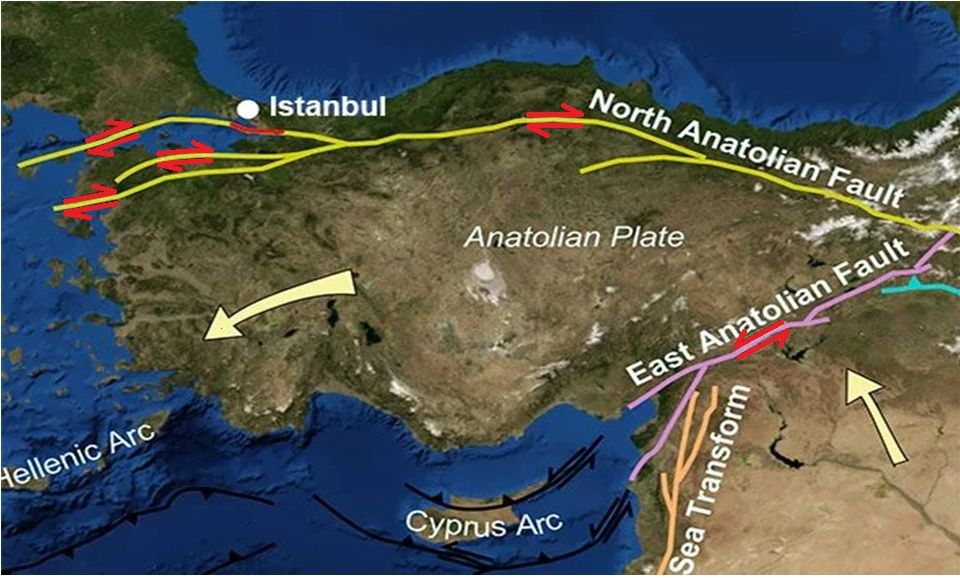 Istanbul
North Anatolian Fault
Anatolian Plate
East Anatolian Fault
Hellenic Arc
Sea Transform
Cyprus Arc